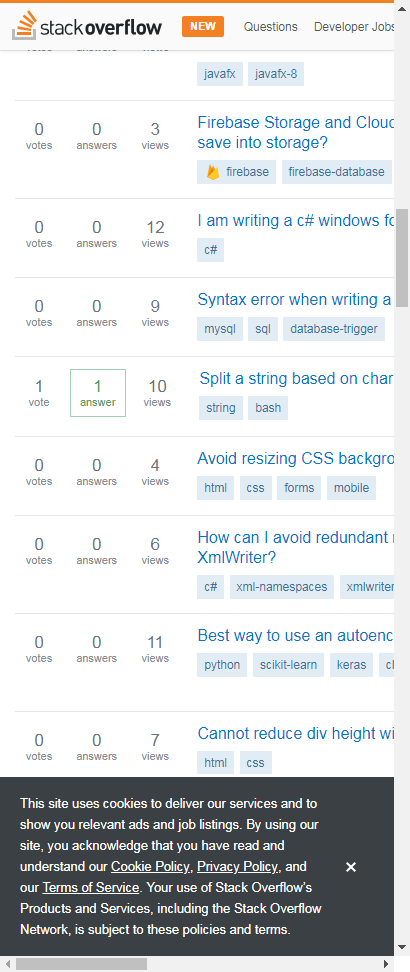 stackoverflow NEW Questions Developer Jobs
answers
javafx javafx-8
0 0 3 Firebase Storage and Cloud
votes answers views save into storage?
firebase firebase-database
0 0 12 I am writing a c# windows
votes answers views c#
0 0 9 Syntax error when writing a
votes answers views mysql sql database-trigger
1 1 10 Split a string based on
vote answer views string bash
0 0 4 Avoid resizing CSS
votes answers views html css forms mobile
0 0 6 How can I avoid redundant
votes answers views XmlWriter?
c# xml-namespaces xmlwriter
0 0 11 Best way to use an
votes answers views python scikit-learn keras
0 0 7 Cannot reduce div height
votes answers views html css
This site uses cookies to deliver our services and to
show you relevant ads and job listings. By using our
site, you acknowledge that you have read and
understand our Cookie Policy, Privacy Policy, and
our Terms of Service. Your use of Stack Overflow's
Products and Services, including the Stack Overflow
Network, is subject to these policies and terms.